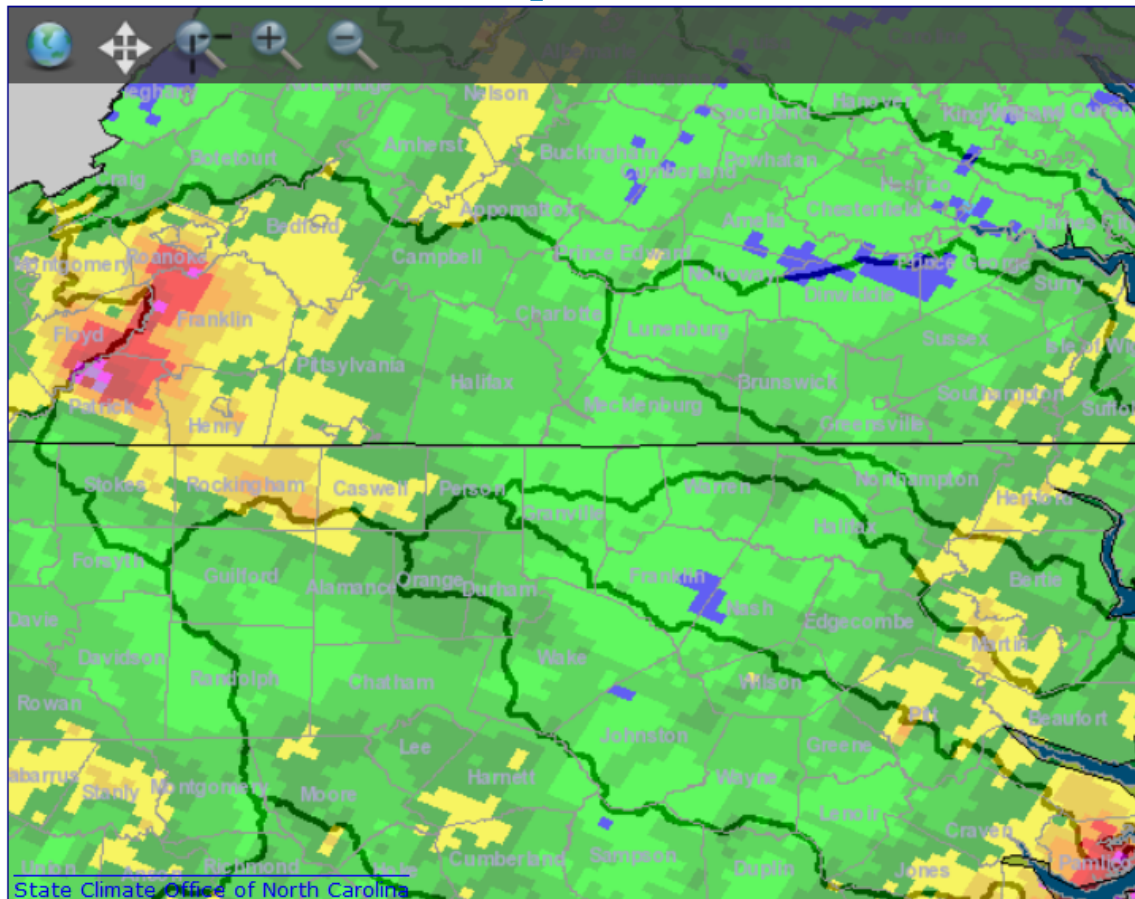 Nelson
Rockbridge
Goochland
Hanover
Botetourt
Amherst
Buckingham
Cumberland
Powhatan
Henrico
Craig
Bedford
Appomattox
Amelia
Chesterfield
Montgomery
Roanoke
Campbell
Prince Edward
Nottoway
Prince George
Dinwiddie
Surry
Floyd
Franklin
Charlotte
Lunenburg
Sussex
Pittsylvania
Halifax
Brunswick
Southampton
Patrick
Henry
Mecklenburg
Greensville
Stokes
Rockingham
Caswell
Person
Granville
Warren
Northampton
Hertford
Halifax
Forsyth
Guilford
Alamance
Orange
Durham
Franklin
Nash
Edgecombe
Bertie
Davie
Davidson
Randolph
Chatham
Wake
Wilson
Martin
Rowan
Pitt
Beaufort
Lee
Johnston
Greene
Stanly
Montgomery
Moore
Harnett
Wayne
Lenoir
Craven
Union
Anson
Richmond
Cumberland
Sampson
Duplin
Jones
Pamlico
State Climate Office of North Carolina